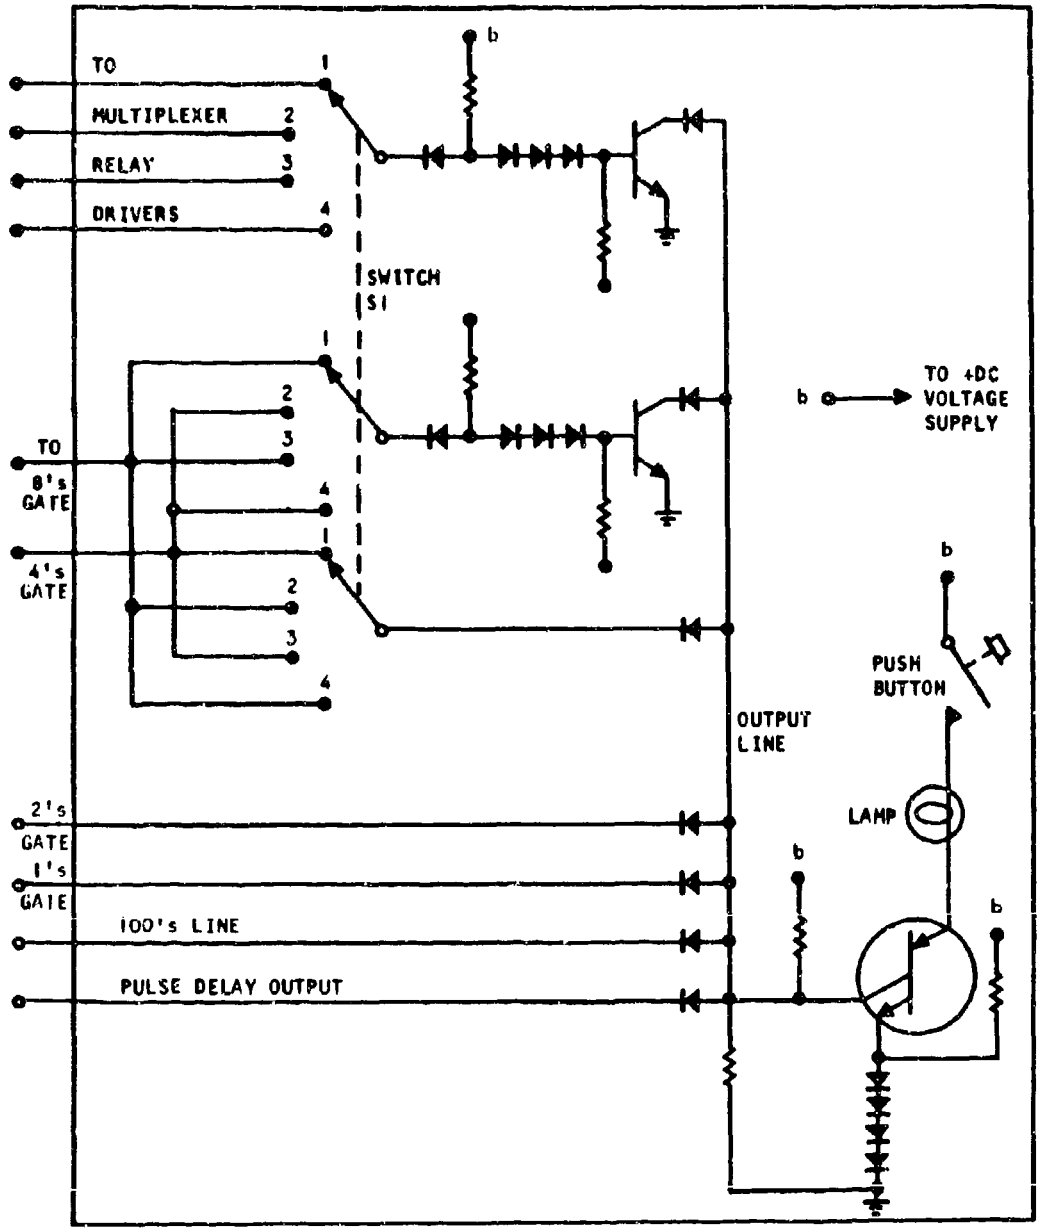 b
TO
1
MULTIPLEXER
2
RELAY
3
DRIVERS
4
SWITCH
S1
1
2
3
TO
8's
GATE
4
1
4's
GATE
2
3
4
b
TO +DC
VOLTAGE
SUPPLY
b
PUSH
BUTTON
OUTPUT
LINE
LAMP
2's
GATE
1's
GATE
b
b
100's LINE
PULSE DELAY OUTPUT